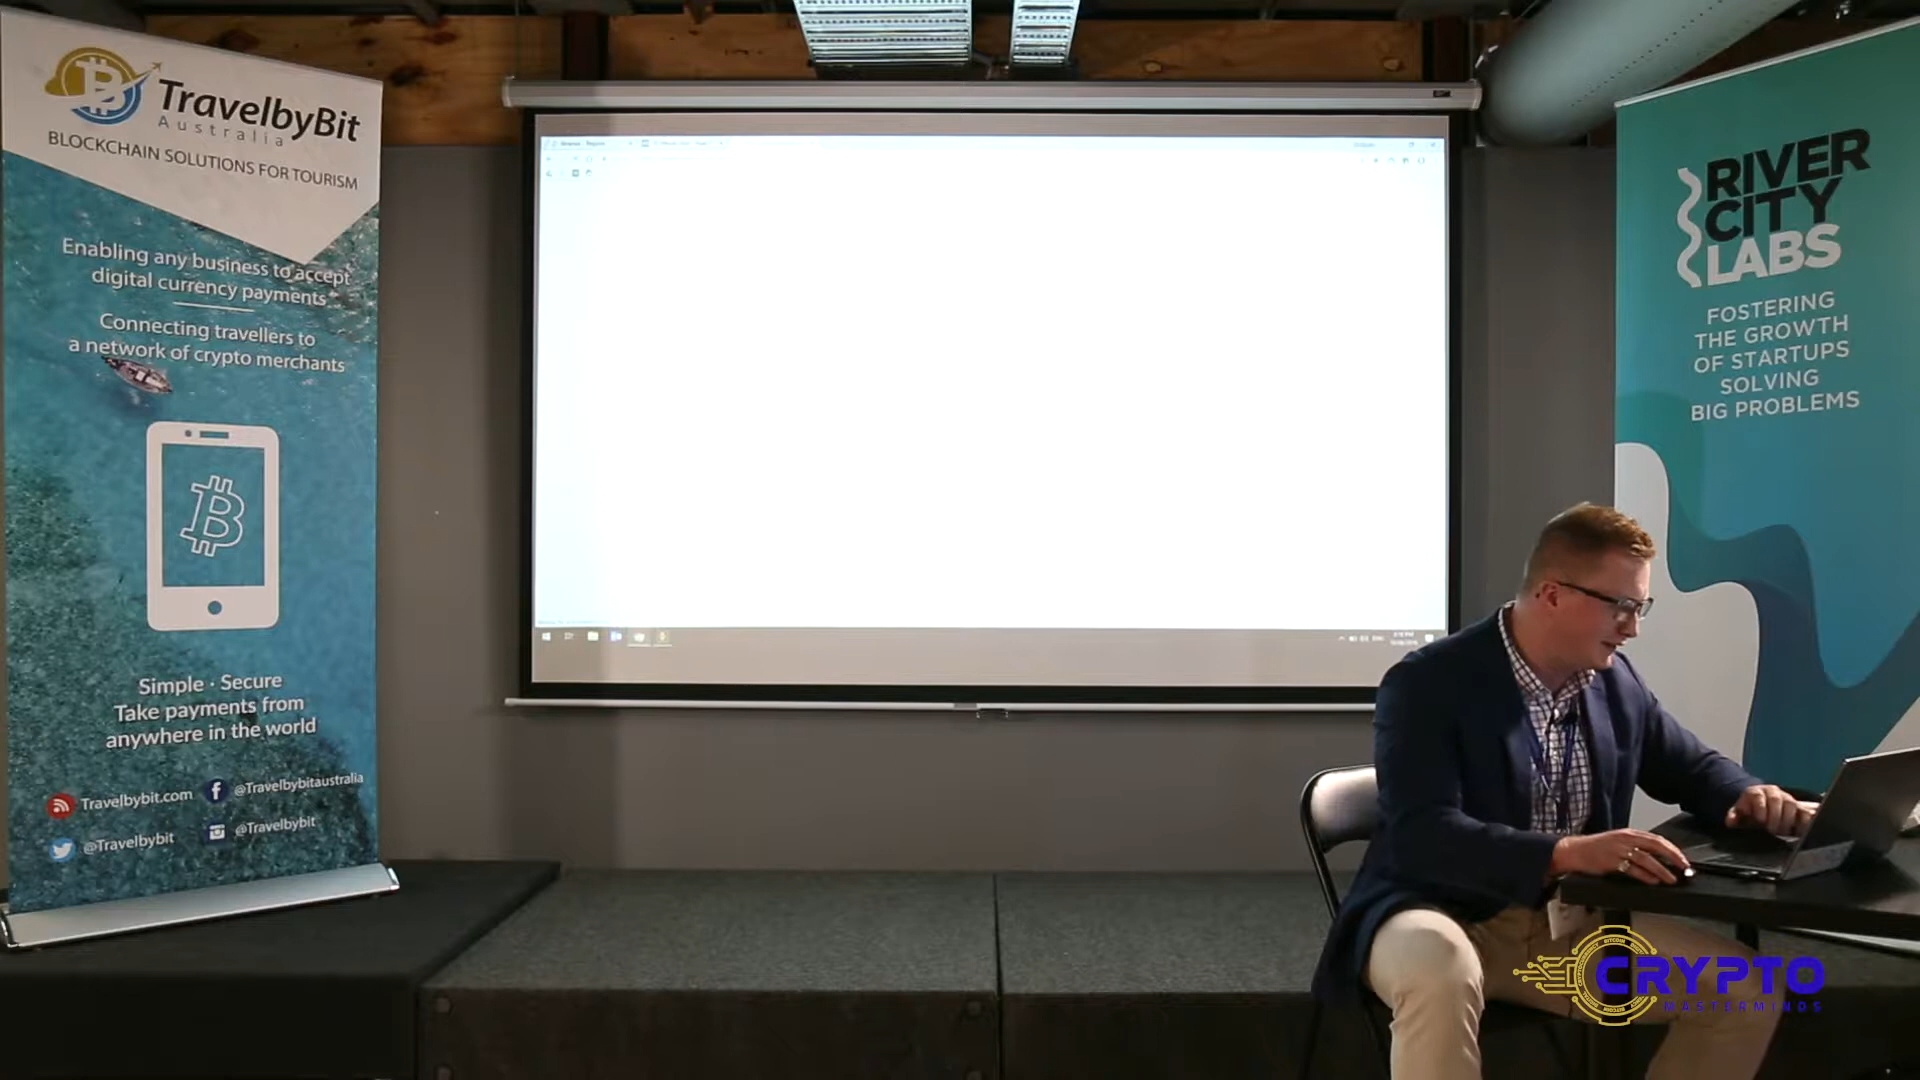 TravelbyBit
Australia
BLOCKCHAIN SOLUTIONS FOR TOURISM
Enabling any business to accept
digital currency payments
Connecting travellers to
a network of crypto merchants
Simple · Secure
Take payments from
anywhere in the world
Travelbybit.com
@Travelbybitaustralia
@Travelbybit
@Travelbybit
RIVER
CITY
LABS
FOSTERING
THE GROWTH
OF STARTUPS
SOLVING
BIG PROBLEMS
CRYPTO
MASTERMINDS